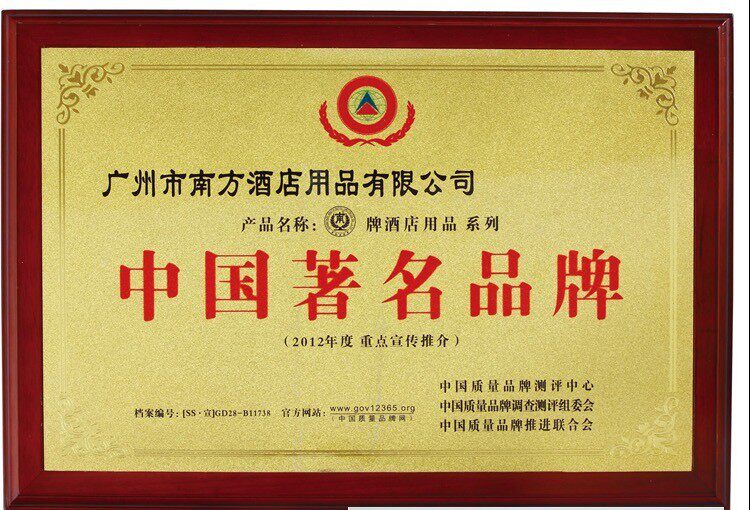 广州市南方酒店用品有限公司
产品名称: 南 牌酒店用品 系列
中国著名品牌
(2012年度 重点宣传推介)
中国质量品牌测评中心
中国质量品牌调查测评组委会
中国质量品牌推进联合会
档案编号: [SS·宣]GD28-B11738 官方网站: www.gov12365.org
(中国质量品牌网)